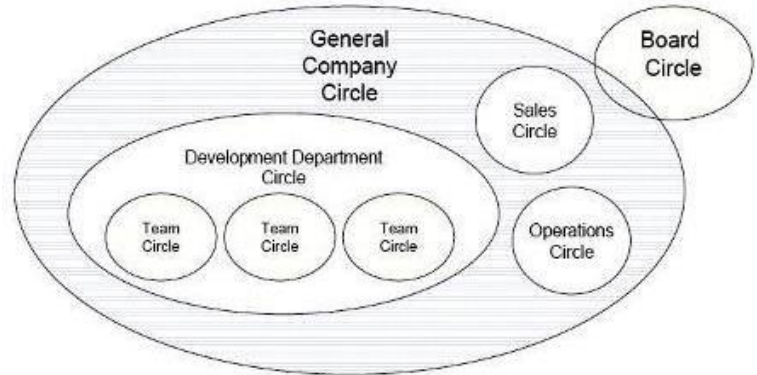 General
Company
Circle
Board
Circle
Sales
Circle
Development Department
Circle
Team
Circle
Team
Circle
Team
Circle
Operations
Circle